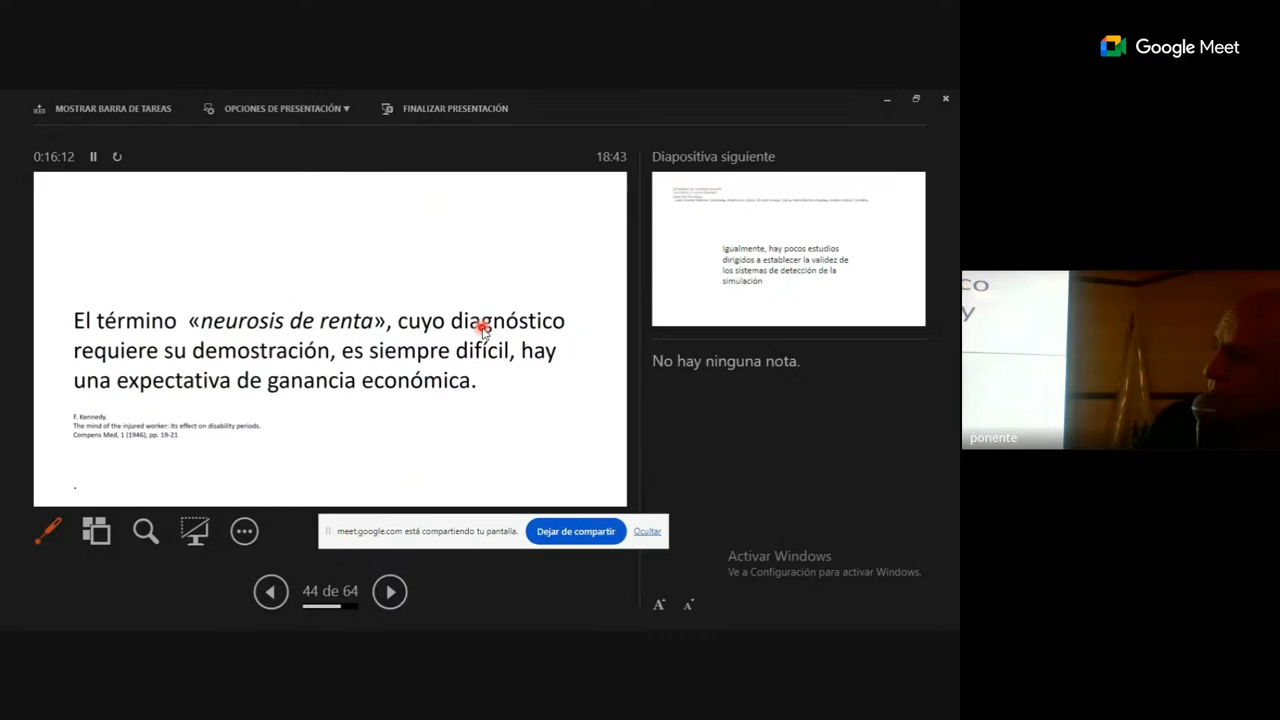 Google Meet
MOSTRAR BARRA DE TAREAS
OPCIONES DE PRESENTACIÓN ▼
FINALIZAR PRESENTACIÓN
0:16:12
18:43
Diapositiva siguiente
El término «neurosis de renta», cuyo diagnóstico
requiere su demostración, es siempre difícil, hay
una expectativa de ganancia económica.
F. Kennedy.
The mind of the injured worker: Its effect on disability periods.
Compens Med, 1 (1946), pp. 19-21
.
Igualmente, hay pocos estudios
dirigidos a establecer la validez de
los sistemas de detección de la
simulación
No hay ninguna nota.
co
y
ponente
meet.google.com está compartiendo tu pantalla.
Dejar de compartir
Ocultar
Activar Windows
Ve a Configuración para activar Windows.
44 de 64
A A